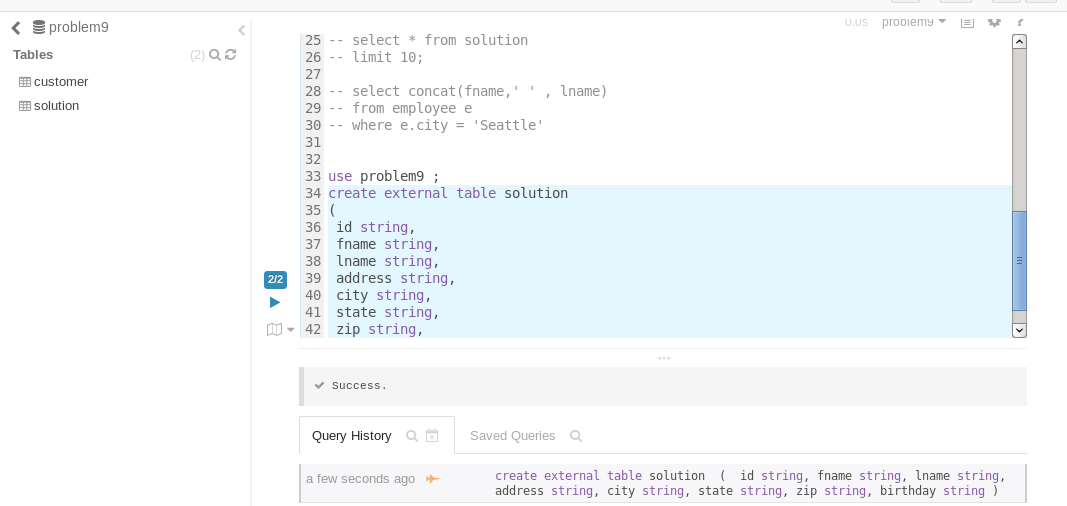 problem9
Tables (2)
customer
solution
0.0s problem9
25 -- select * from solution
26 -- limit 10;
27
28 -- select concat(fname,' ' , lname)
29 -- from employee e
30 -- where e.city = 'Seattle'
31
32
33 use problem9 ;
34 create external table solution
35 (
36 id string,
37 fname string,
38 lname string,
2/2 39 address string,
40 city string,
41 state string,
42 zip string,
Success.
Query History Saved Queries
a few seconds ago create external table solution ( id string, fname string, lname string,
address string, city string, state string, zip string, birthday string )